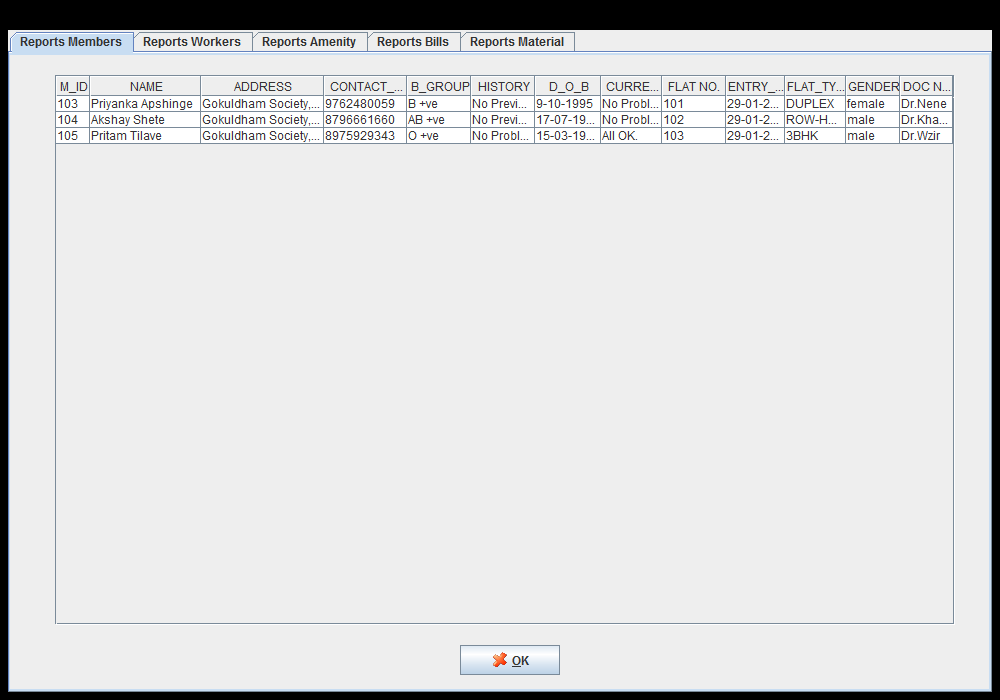 Reports Members Reports Workers Reports Amenity Reports Bills Reports Material
M_ID NAME ADDRESS CONTACT_... B_GROUP HISTORY D_O_B CURRE... FLAT NO. ENTRY_... FLAT_TY... GENDER DOC N...
103 Priyanka Apshinge Gokuldham Society,... 9762480059 B +ve No Previ... 9-10-1995 No Probl... 101 29-01-2... DUPLEX female Dr.Nene
104 Akshay Shete Gokuldham Society,... 8796661660 AB +ve No Previ... 17-07-19... No Probl... 102 29-01-2... ROW-H... male Dr.Kha...
105 Pritam Tilave Gokuldham Society,... 8975929343 O +ve No Probl... 15-03-19... All OK. 103 29-01-2... 3BHK male Dr.Wzir
OK